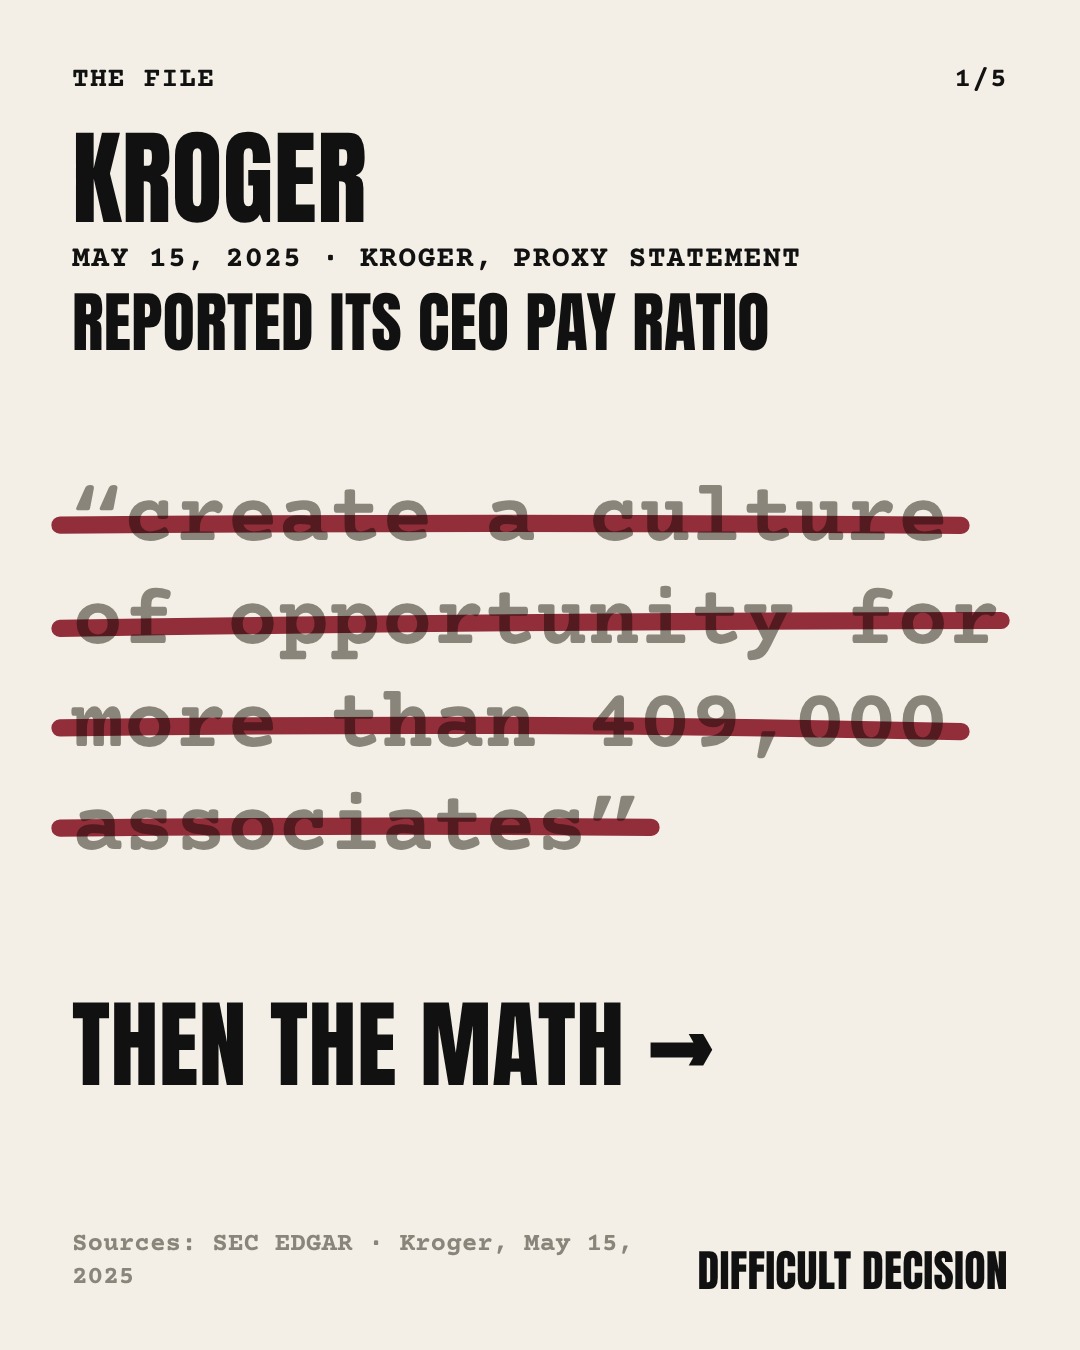 THE FILE
1/5
KROGER
MAY 15, 2025 · KROGER, PROXY STATEMENT
REPORTED ITS CEO PAY RATIO
“create a culture
of opportunity for
more than 409,000
associates”
THEN THE MATH →
Sources: SEC EDGAR · Kroger, May 15,
2025
DIFFICULT DECISION